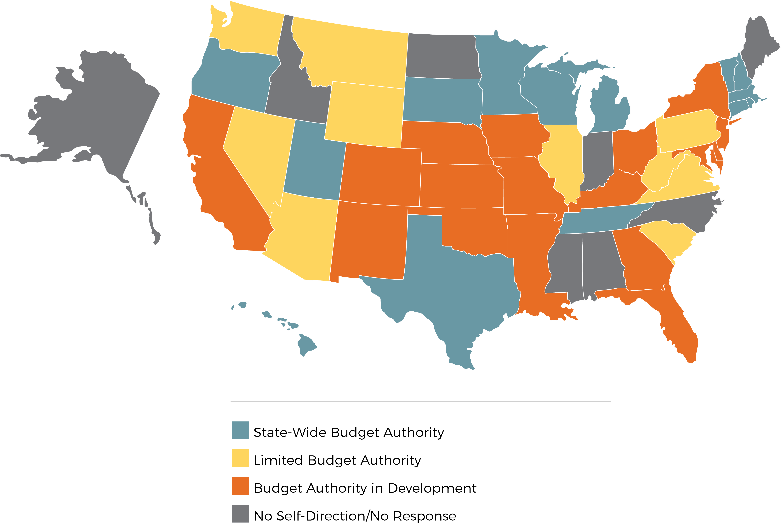 State-Wide Budget Authority
Limited Budget Authority
Budget Authority in Development
No Self-Direction/No Response